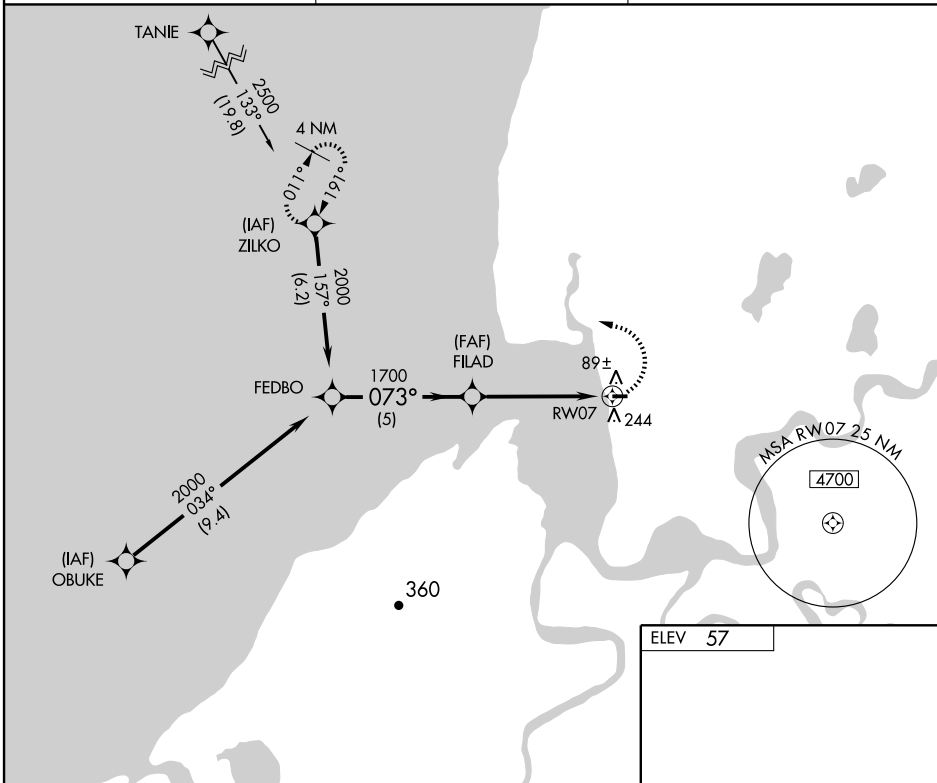 TANIE
2500
133°
(19.8)
4 NM
011°
191°
(IAF)
ZILKO
2000
157°
(6.2)
(FAF)
FILAD
89±
FEDBO
1700
073°
(5)
RW07
244
MSA RW07 25 NM
4700
2000
034°
(9.4)
(IAF)
OBUKE
360
ELEV 57